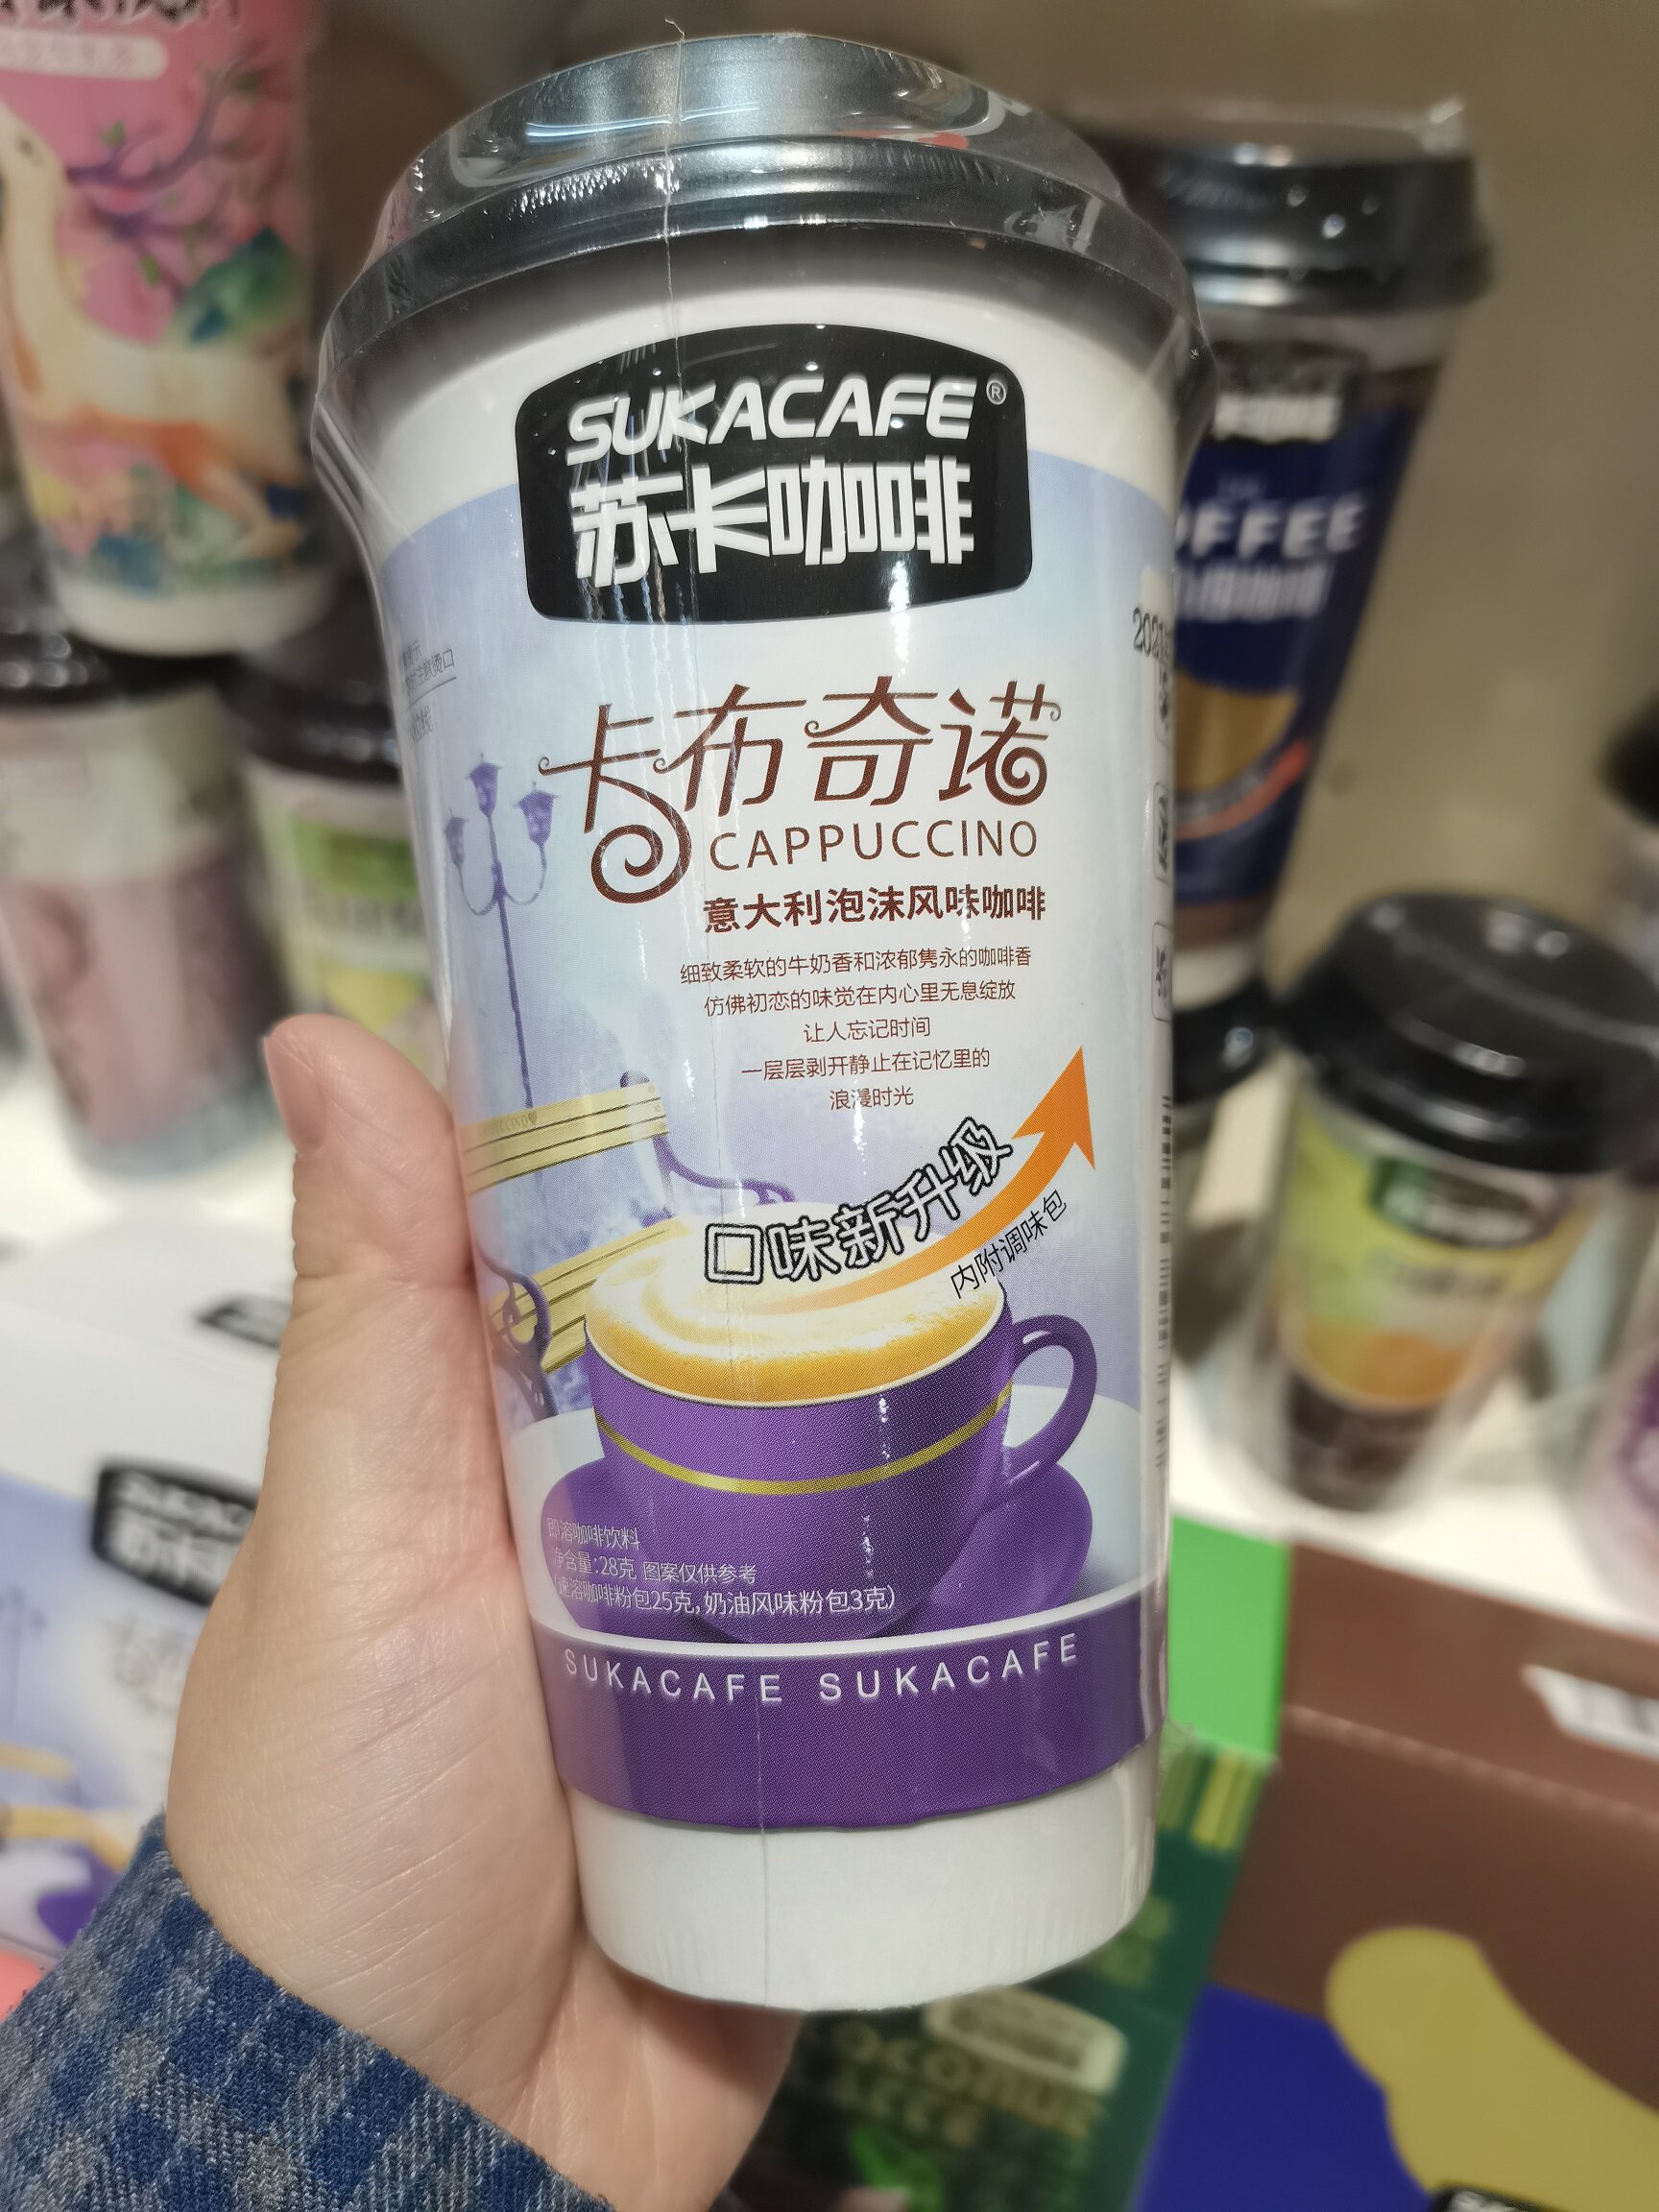 SUKACAFE®
苏卡咖啡
卡布奇诺
CAPPUCCINO
意大利泡沫风味咖啡
细致柔软的牛奶香和浓郁隽永的咖啡香
仿佛初恋的味觉在内心里无息绽放
让人忘记时间
一层层剥开静止在记忆里的
浪漫时光
口味新升级
内附调味包
即溶咖啡饮料
净含量:28克 图案仅供参考
(速溶咖啡粉包25克,奶油风味粉包3克)
SUKACAFE SUKACAFE
注意烫口
2021